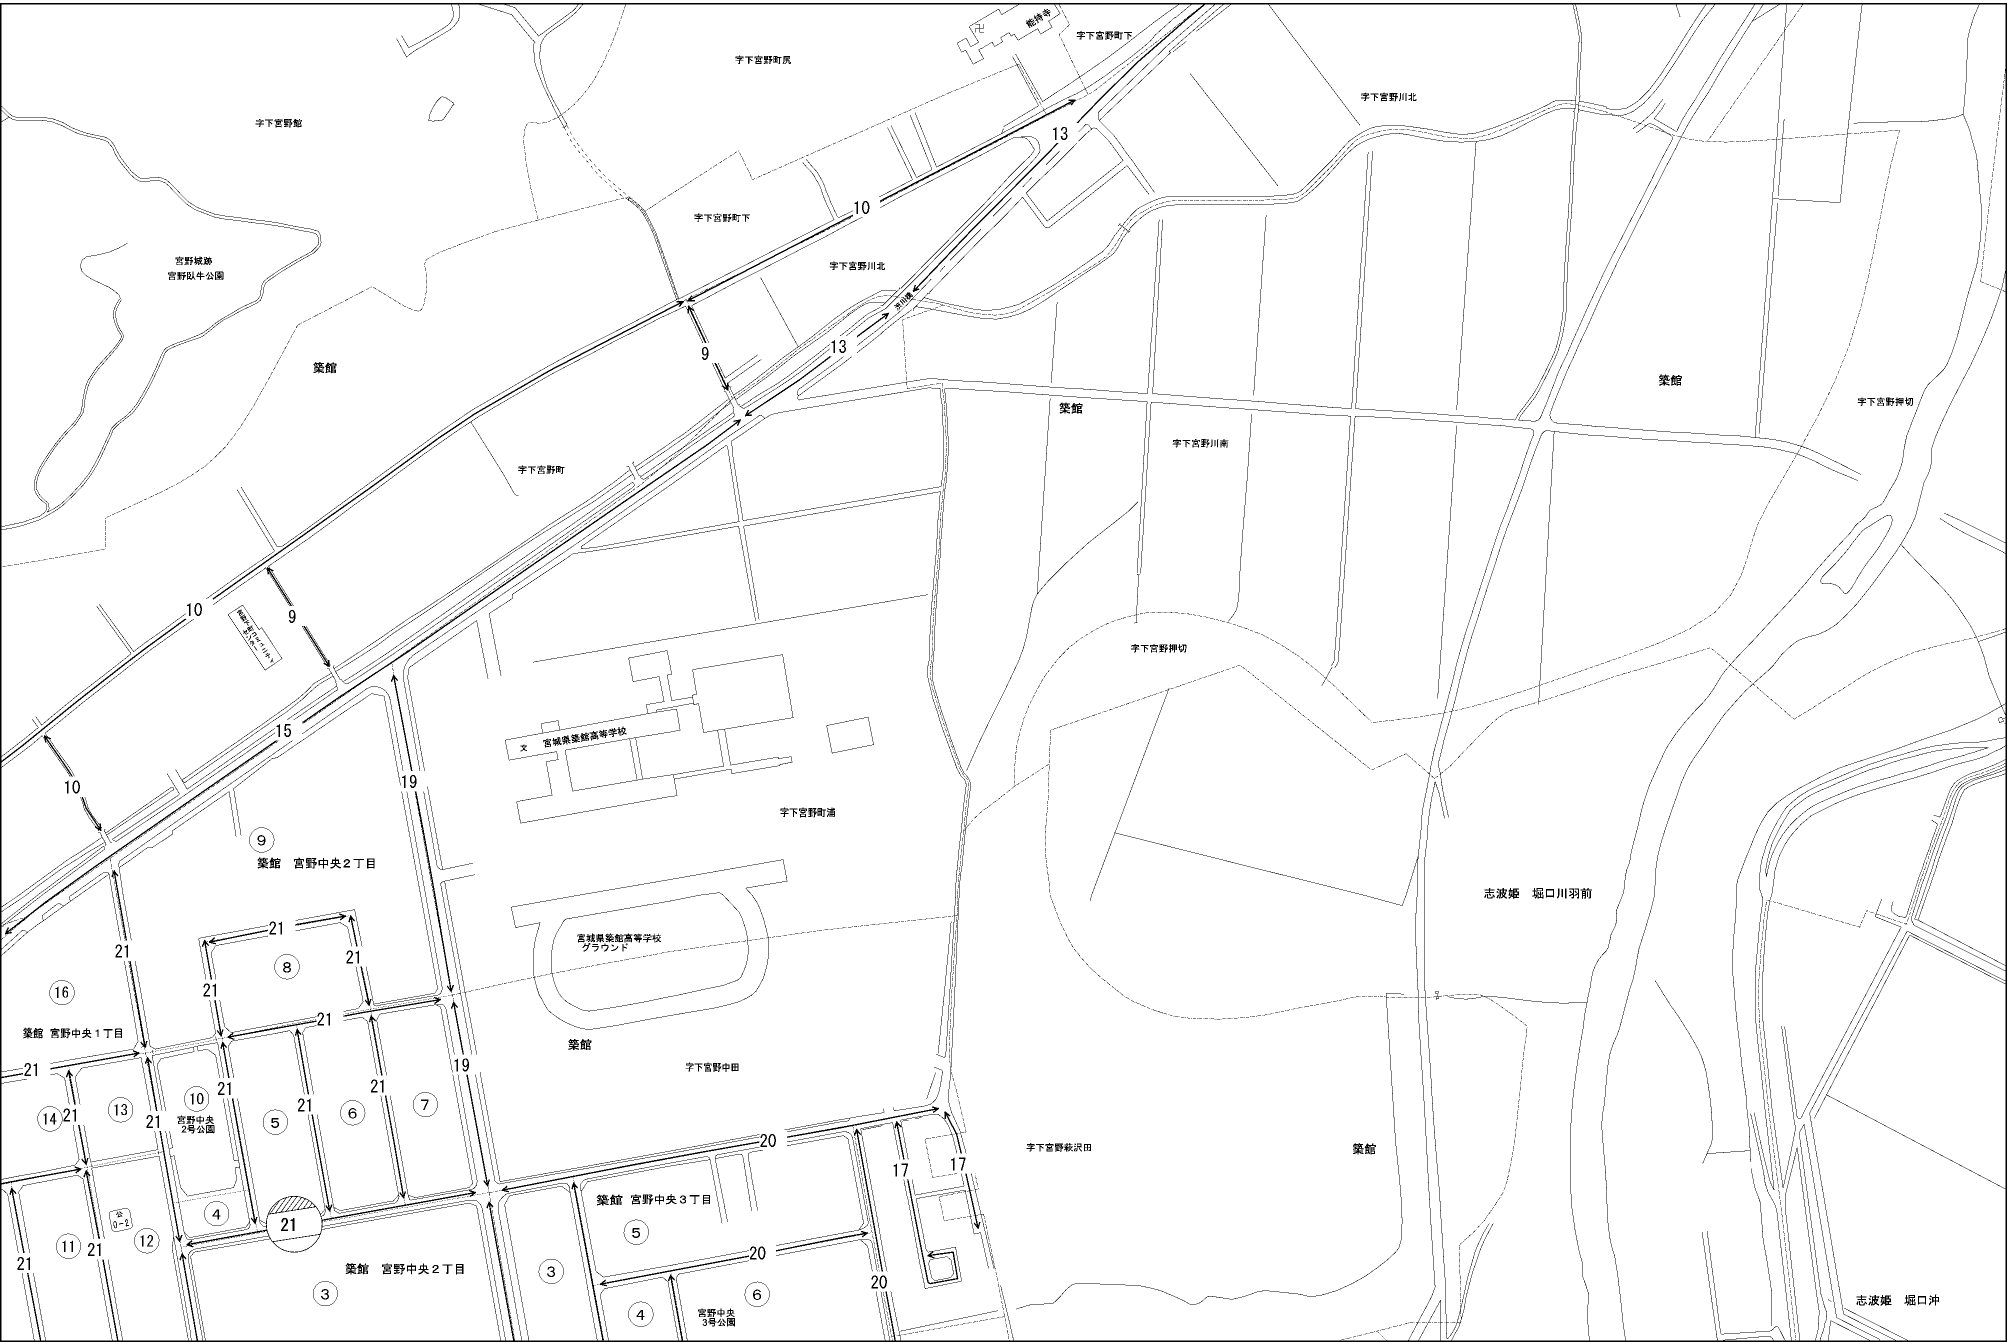 能持寺
字下宮野町下
字下宮野町尻
字下宮野川北
字下宮野館
13
10
字下宮野町下
宮野城跡
宮野臥牛公園
字下宮野川北
9
13
築館
築館
築館
字下宮野押切
字下宮野川南
字下宮野町
10
9
字下宮野押切
15
文 宮城県築館高等学校
19
10
字下宮野町浦
9
築館 宮野中央２丁目
志波姫 堀口川羽前
21
21
21
宮城県築館高等学校
グラウンド
8
16
21
21
築館 宮野中央１丁目
築館
21
19
字下宮野中田
21
21
21
21
10
14
21
13
21
宮野中央
2号公園
5
6
7
20
字下宮野萩沢田
築館
17
17
築館 宮野中央３丁目
4
21
公
0-2
5
11
21
12
21
20
築館 宮野中央２丁目
3
3
20
6
4
宮野中央
3号公園
志波姫 堀口沖